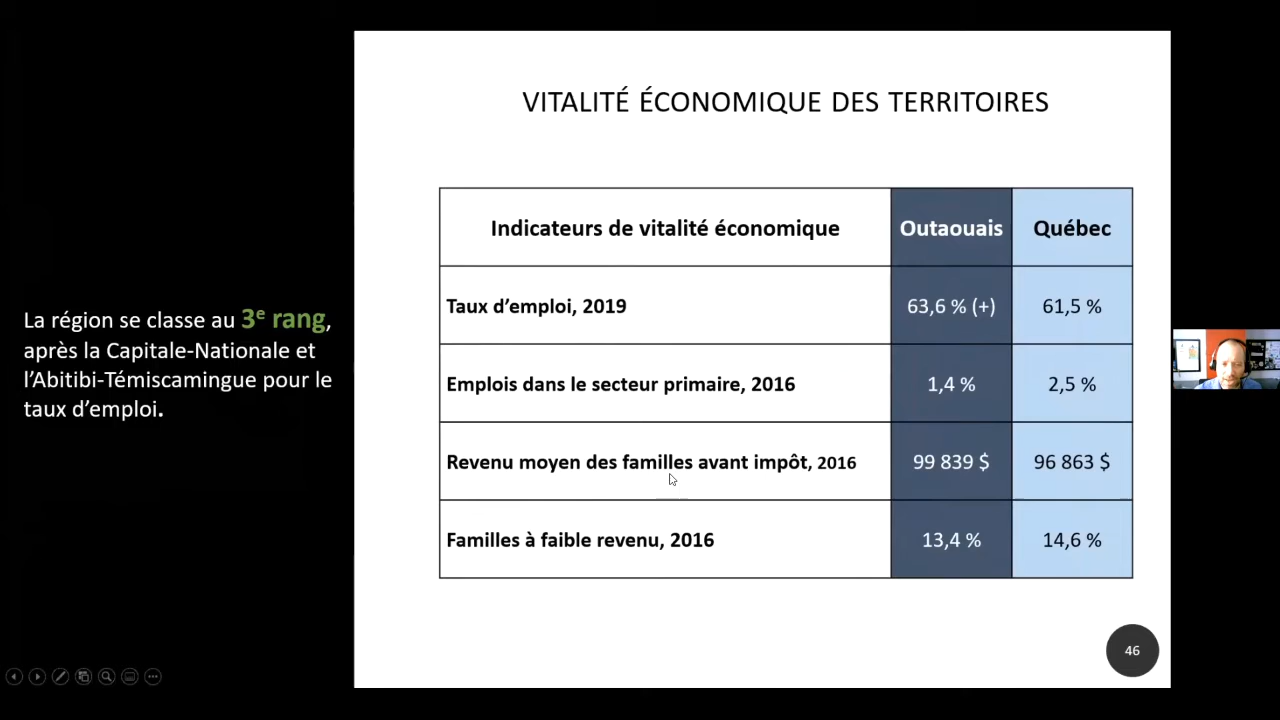 VITALITÉ ÉCONOMIQUE DES TERRITOIRES
La région se classe au 3e rang,
après la Capitale-Nationale et
l'Abitibi-Témiscamingue pour le
taux d'emploi.
Indicateurs de vitalité économique Outaouais Québec
Taux d'emploi, 2019 63,6 % (+) 61,5 %
Emplois dans le secteur primaire, 2016 1,4 % 2,5 %
Revenu moyen des familles avant impôt, 2016 99 839 $ 96 863 $
Familles à faible revenu, 2016 13,4 % 14,6 %
46